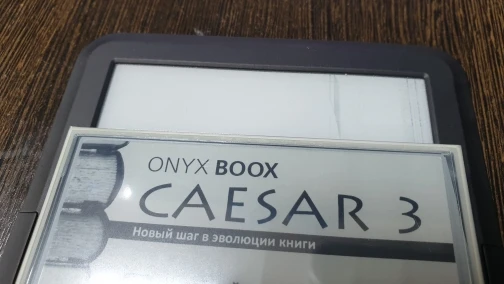 ONYX BOOX
CAESAR 3
Новый шаг в эволюции книги